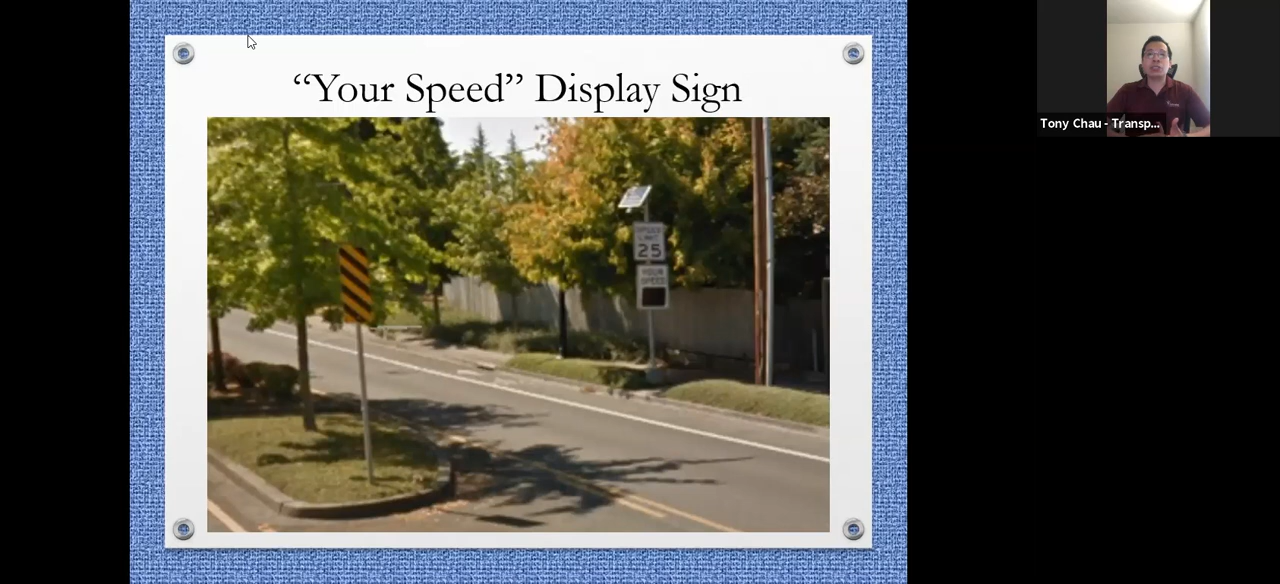 “Your Speed” Display Sign
SPEED
LIMIT
25
YOUR
SPEED
Tony Chau - Transp...